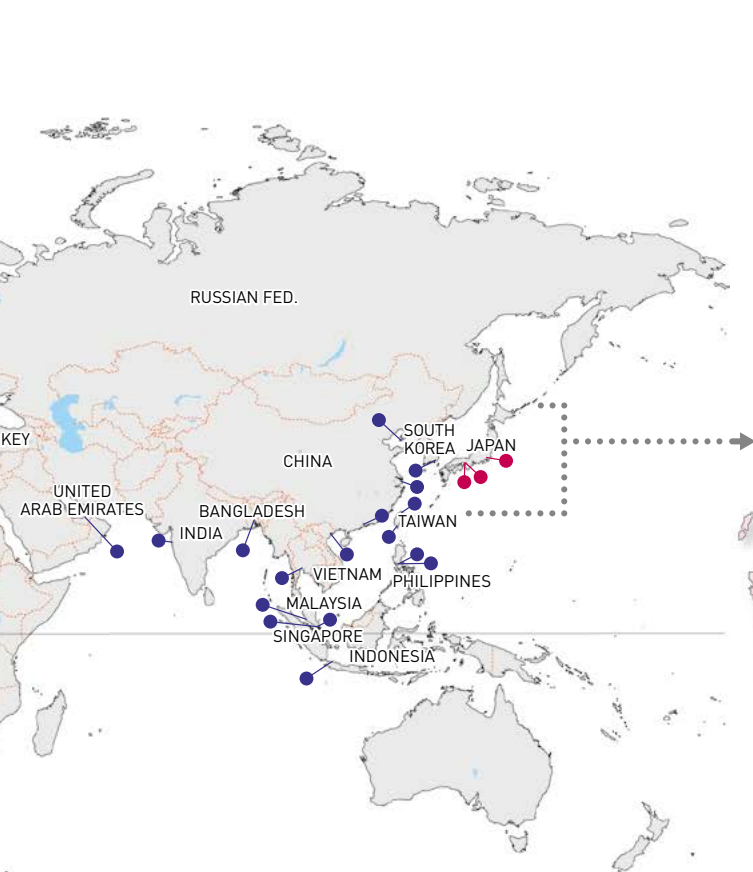 RUSSIAN FED.
SOUTH
KOREA
JAPAN
KEY
CHINA
UNITED
ARAB EMIRATES
BANGLADESH
INDIA
TAIWAN
VIETNAM
PHILIPPINES
MALAYSIA
SINGAPORE
INDONESIA